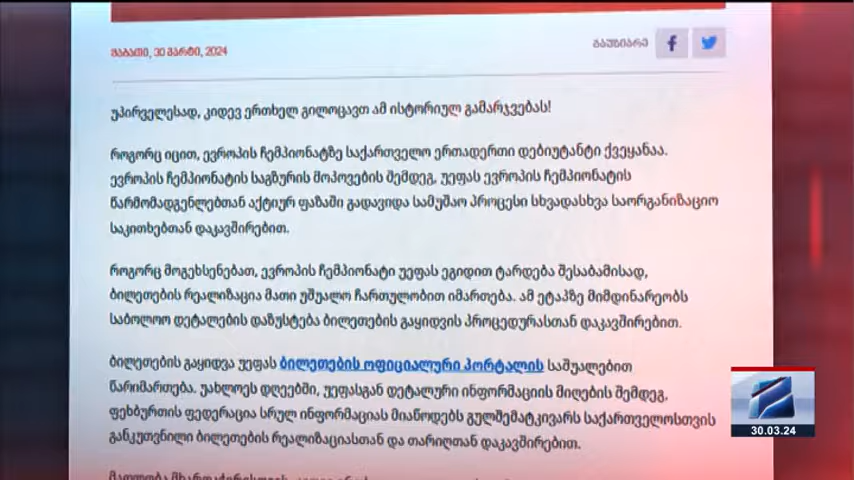 შაბათი, 30 მარტი, 2024
გაუზიარე
უპირველესად, კიდევ ერთხელ გილოცავთ ამ ისტორიულ გამარჯვებას!
როგორც იცით, ევროპის ჩემპიონატზე საქართველო ერთადერთი დებიუტანტი ქვეყანაა.
ევროპის ჩემპიონატის საგზურის მოპოვების შემდეგ, უეფას ევროპის ჩემპიონატის
წარმომადგენლებთან აქტიურ ფაზაში გადავიდა სამუშაო პროცესი სხვადასხვა საორგანიზაციო
საკითხებთან დაკავშირებით.
როგორც მოგეხსენებათ, ევროპის ჩემპიონატი უეფას ეგიდით ტარდება შესაბამისად,
ბილეთების რეალიზაცია მათი უშუალო ჩართულობით იმართება. ამ ეტაპზე მიმდინარეობს
საბოლოო დეტალების დაზუსტება ბილეთების გაყიდვის პროცედურასთან დაკავშირებით.
ბილეთების გაყიდვა უეფას ბილეთების ოფიციალური პორტალის საშუალებით
წარიმართება. უახლოეს დღეებში, უეფასგან დეტალური ინფორმაციის მიღების შემდეგ,
ფეხბურთის ფედერაცია სრულ ინფორმაციას მიაწოდებს გულშემატკივარს საქართველოსთვის
განკუთვნილი ბილეთების რეალიზაციასთან და თარიღთან დაკავშირებით.
30.03.24